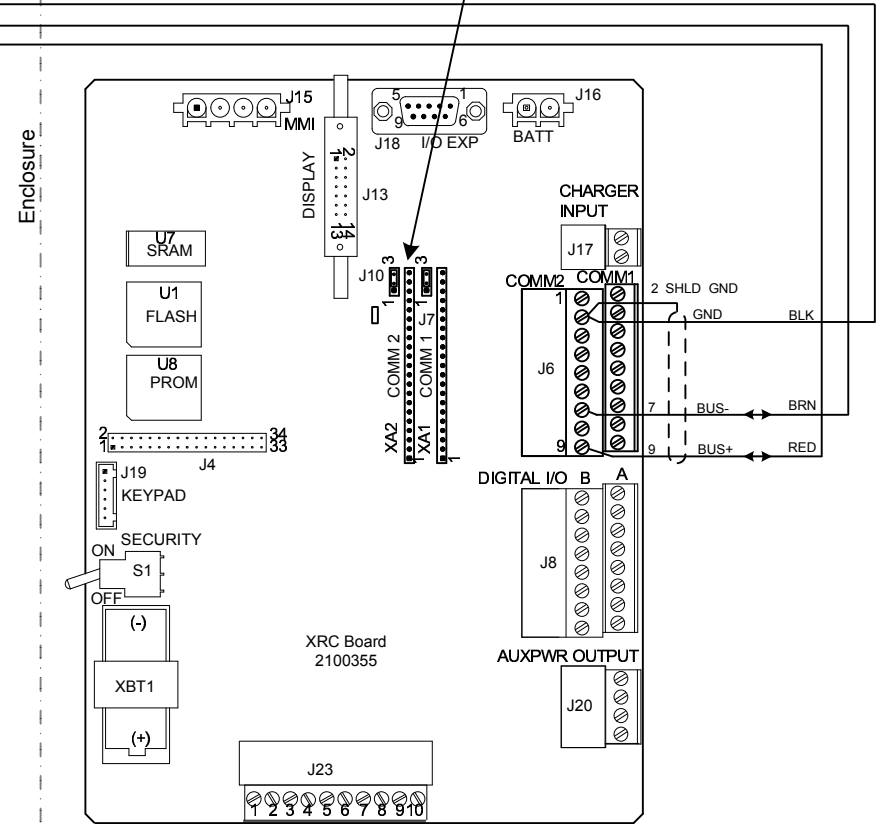 Enclosure
J15
MMI
5
1
9
6
J18
I/O EXP
J16
BATT
DISPLAY
1
2
13
14
J13
CHARGER
INPUT
J17
U7
SRAM
U1
FLASH
U8
PROM
J10
3
1
3
1
J7
COMM 2
COMM 1
XA2
XA1
1
1
COMM2
COMM1
1
J6
9
2 SHLD GND
GND
BLK
7
BUS-
BRN
9
BUS+
RED
2
1
34
33
J4
J19
KEYPAD
SECURITY
ON
S1
OFF
DIGITAL I/O B A
J8
(-)
XBT1
(+)
XRC Board
2100355
AUXPWR OUTPUT
J20
J23
1 2 3 4 5 6 7 8 9 10